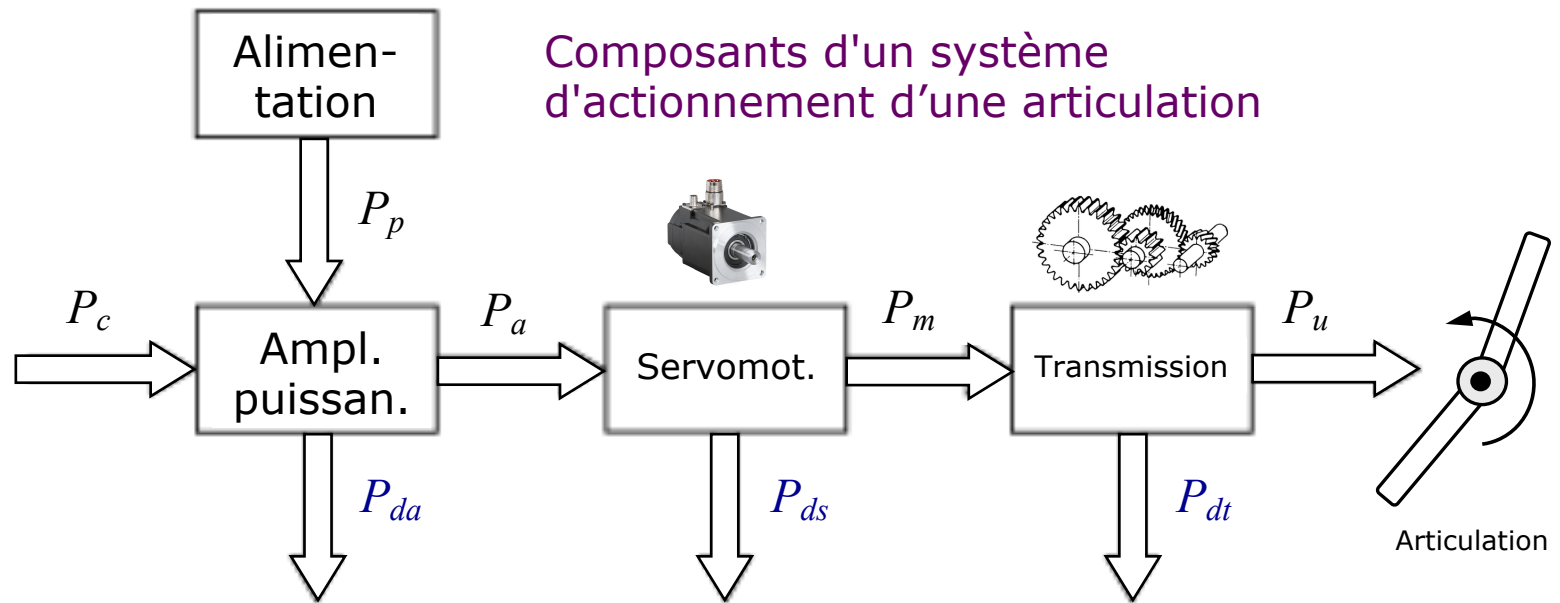 Alimen-
tation
Composants d'un système
d'actionnement d’une articulation
P_p
P_c
Ampl.
puissan.
P_a
Servomot.
P_m
Transmission
P_u
P_da
P_ds
P_dt
Articulation